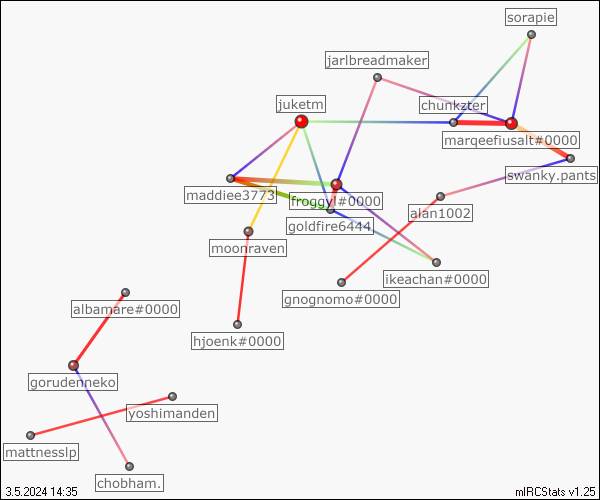 sorapie
jarlbreadmaker
juketm
chunkzter
marqeefiusalt#0000
swanky.pants
maddiee3773
froggyl#0000
alan1002
goldfire6444
moonraven
ikeachan#0000
gnognomo#0000
albamare#0000
hjoenk#0000
gorudenneko
yoshimanden
mattnesslp
chobham.
3.5.2024 14:35
mIRCStats v1.25